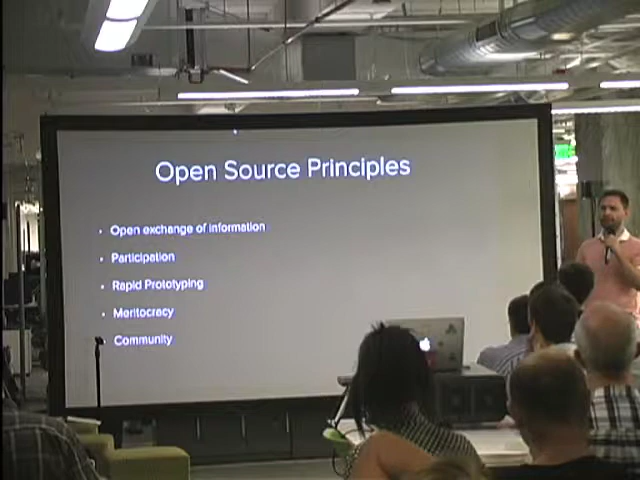 Open Source Principles
Open exchange of information
Participation
Rapid Prototyping
Meritocracy
Community